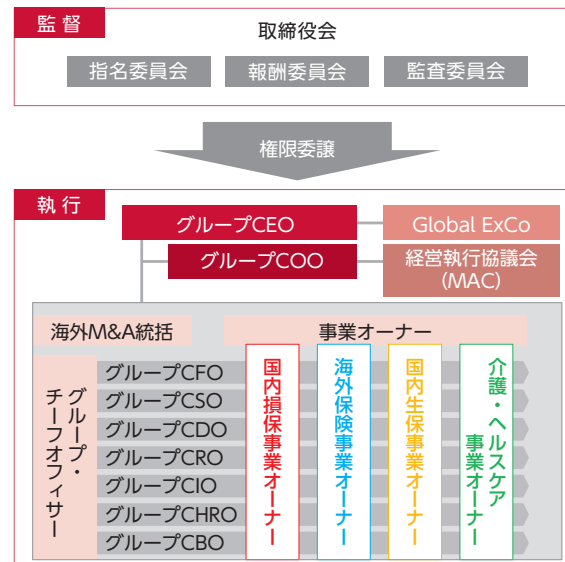 監督
取締役会
指名委員会
報酬委員会
監査委員会
権限委譲
執行
グループCEO
Global ExCo
グループCOO
経営執行協議会
(MAC)
海外M&A統括
事業オーナー
グループ・
チーフオフィサー
グループCFO
グループCSO
グループCDO
グループCRO
グループCIO
グループCHRO
グループCBO
国内損保事業オーナー
海外保険事業オーナー
国内生保事業オーナー
介護・ヘルスケア
事業オーナー